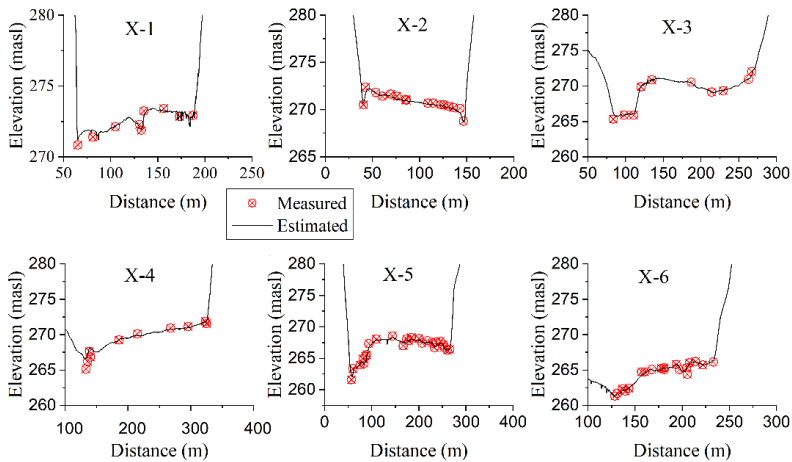 X-1
Elevation (masl)
280
278
275
273
270
50
100
150
200
250
Distance (m)
X-2
Elevation (masl)
280
275
270
265
0
50
100
150
200
Distance (m)
X-3
Elevation (masl)
280
275
270
265
260
50
100
150
200
250
300
Distance (m)
Measured
Estimated
X-4
Elevation (masl)
280
275
270
265
260
100
200
300
400
Distance (m)
X-5
Elevation (masl)
280
275
270
265
260
0
100
200
300
400
Distance (m)
X-6
Elevation (masl)
280
275
270
265
260
100
150
200
250
300
Distance (m)